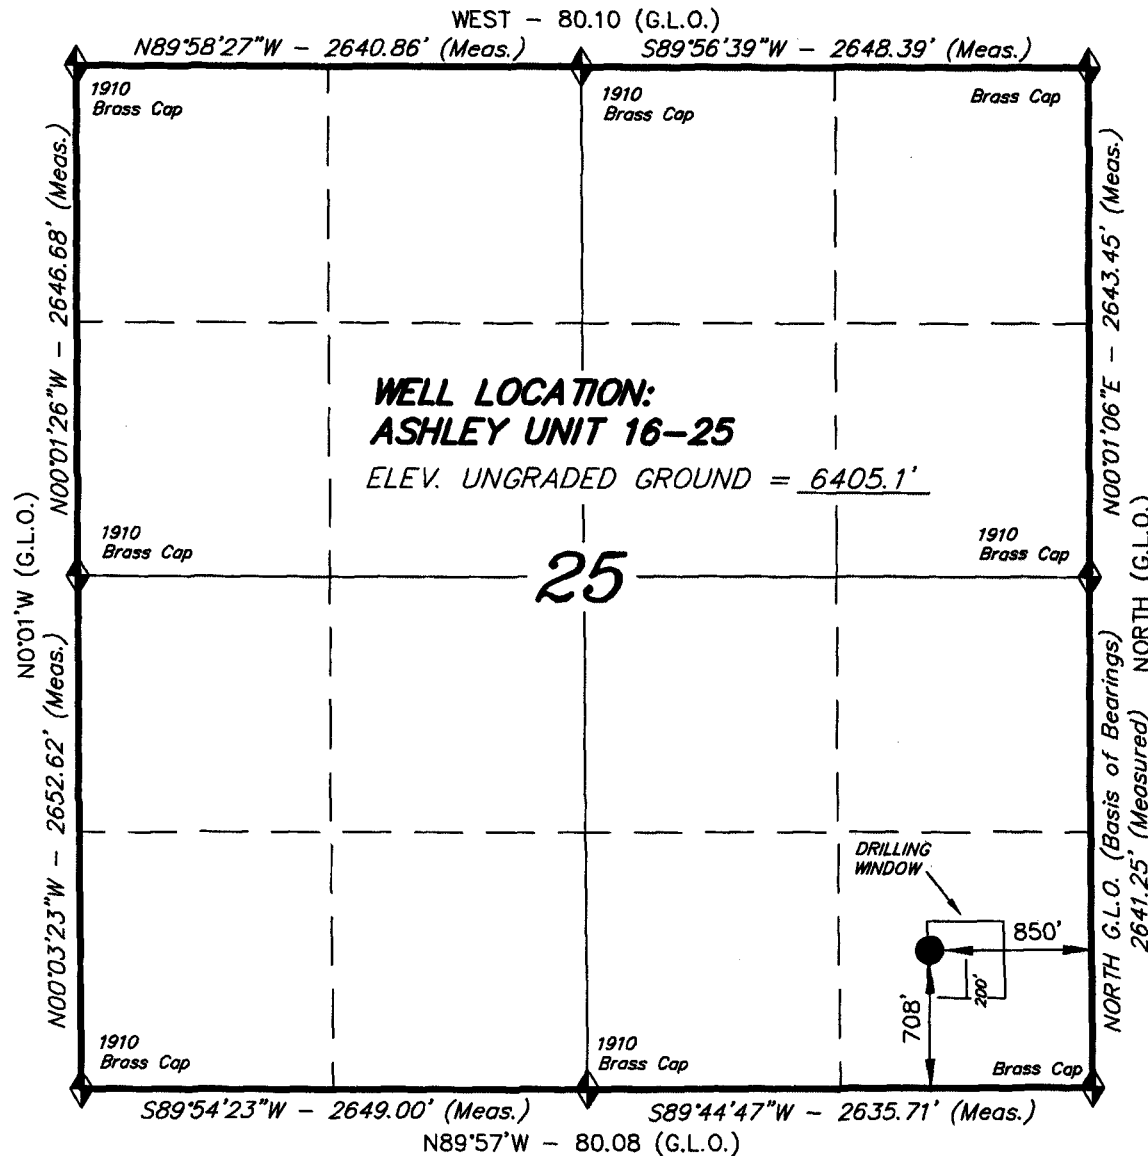 WEST - 80.10 (G.L.O.)
N89°58'27"W - 2640.86' (Meas.)
S89°56'39"W - 2648.39' (Meas.)
1910
Brass Cap
1910
Brass Cap
Brass Cap
N00°01'26"W - 2646.68' (Meas.)
N00°01'06"E - 2643.45' (Meas.)
WELL LOCATION:
ASHLEY UNIT 16-25
ELEV. UNGRADED GROUND = 6405.1'
N0°01'W (G.L.O.)
NORTH (G.L.O.)
1910
Brass Cap
1910
Brass Cap
25
N00°03'23"W - 2652.62' (Meas.)
NORTH G.L.O. (Basis of Bearings)
2641.25' (Measured)
DRILLING
WINDOW
850'
200'
708'
1910
Brass Cap
1910
Brass Cap
Brass Cap
S89°54'23"W - 2649.00' (Meas.)
S89°44'47"W - 2635.71' (Meas.)
N89°57'W - 80.08 (G.L.O.)